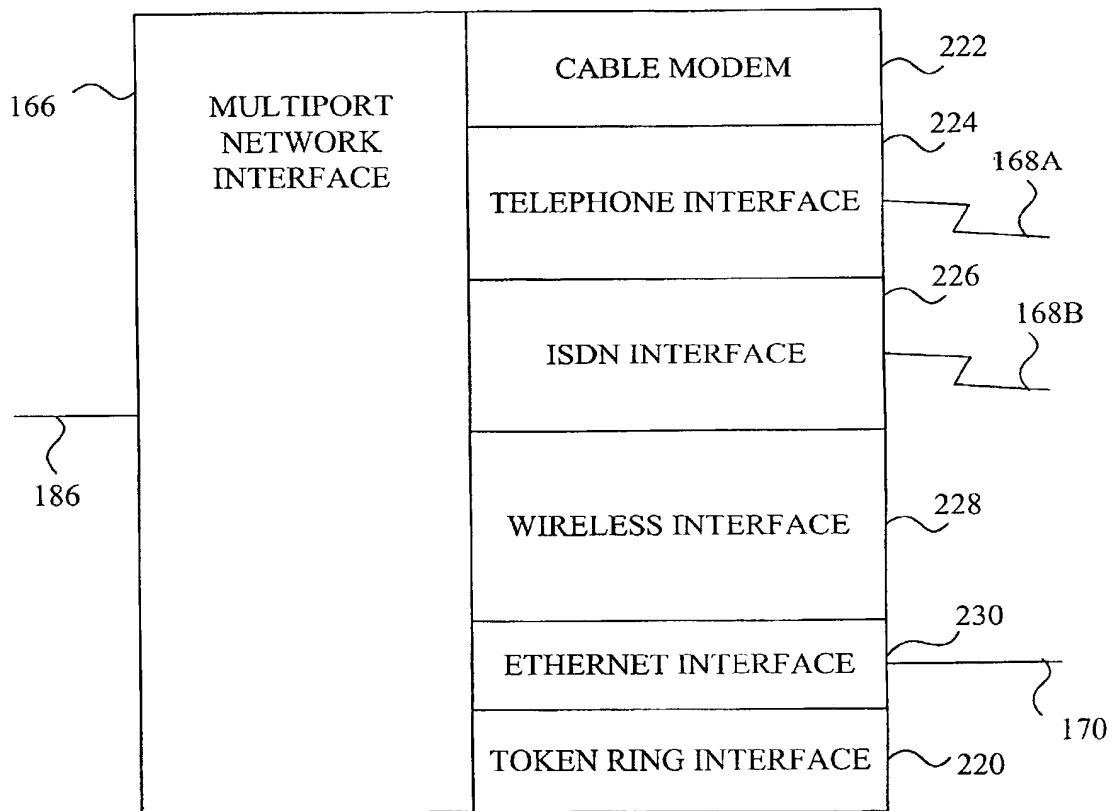 166
MULTIPORT
NETWORK
INTERFACE
186
CABLE MODEM
222
224
TELEPHONE INTERFACE
168A
226
ISDN INTERFACE
168B
WIRELESS INTERFACE
228
230
ETHERNET INTERFACE
170
TOKEN RING INTERFACE
220